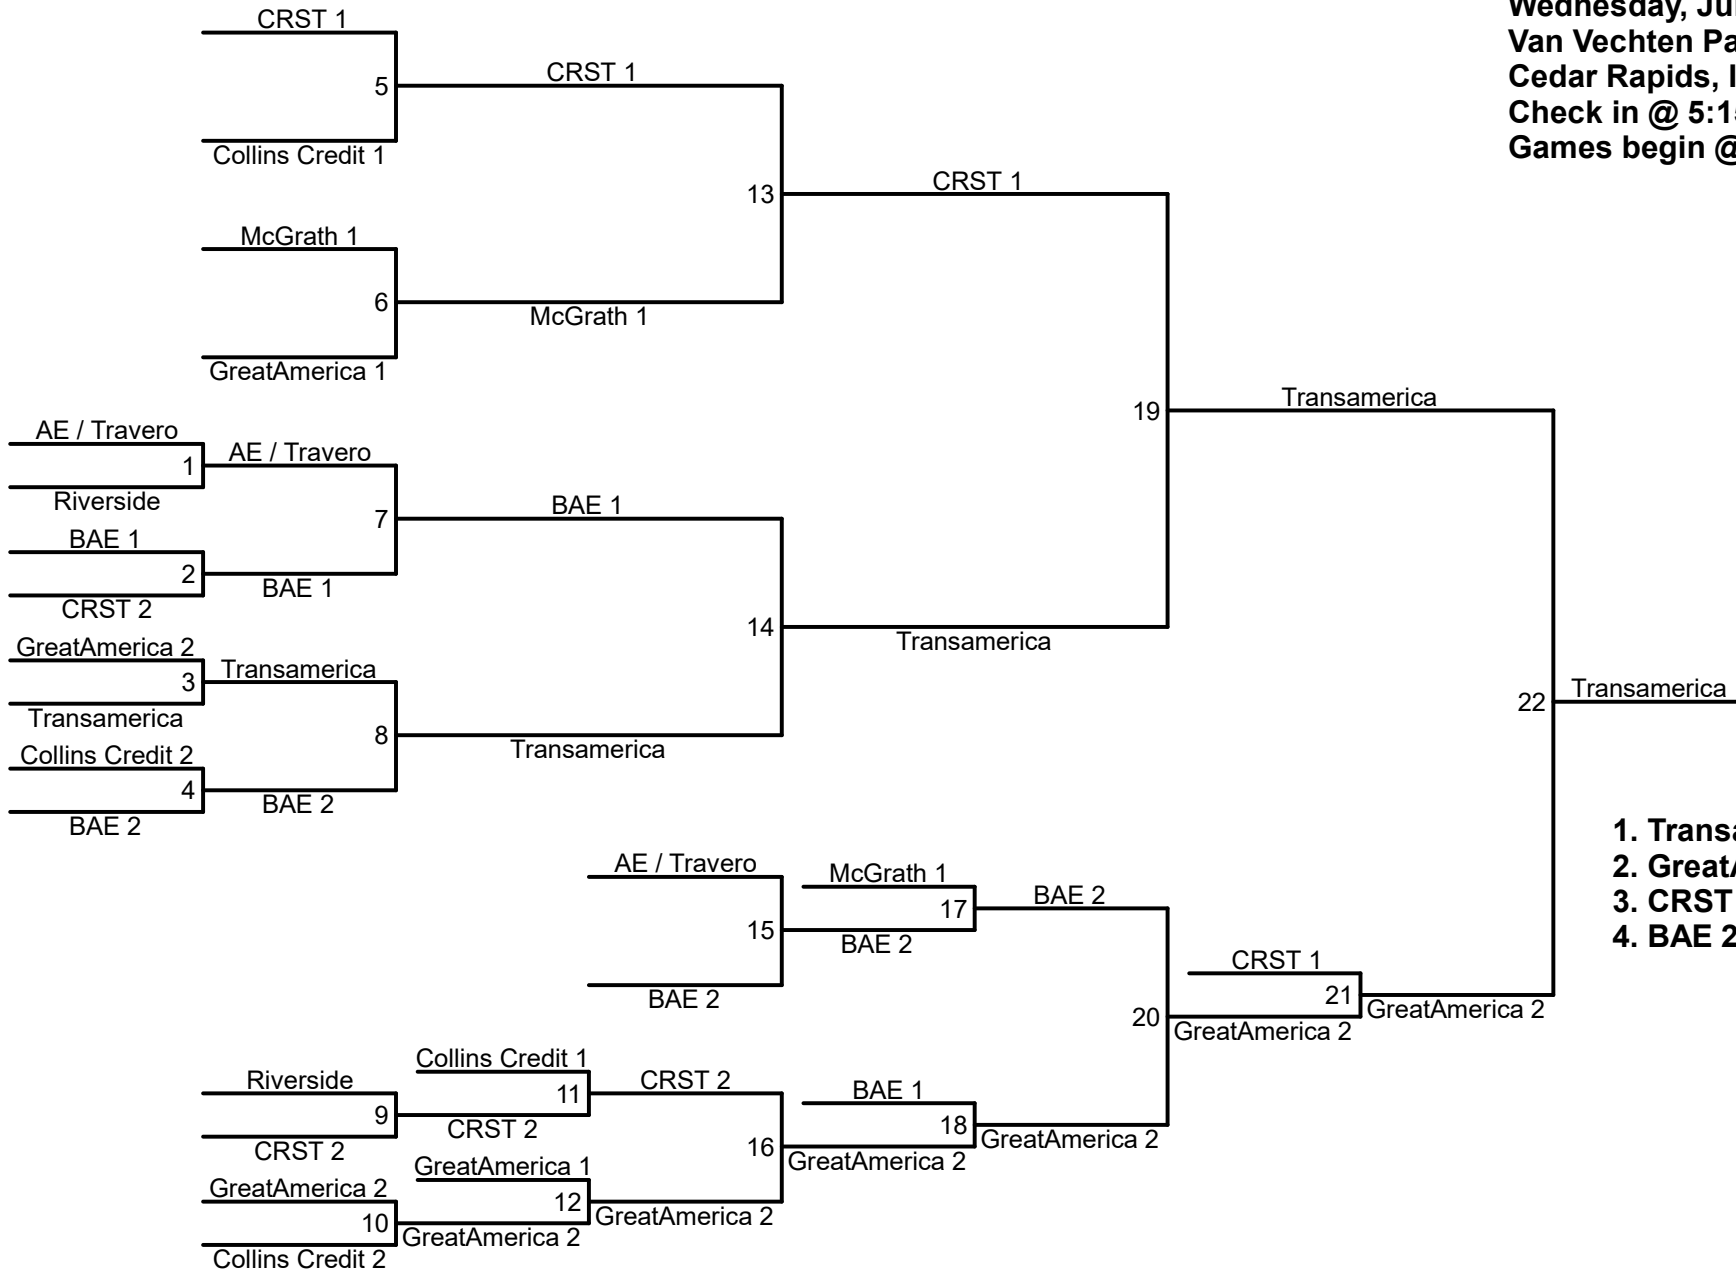 CRST 1
5
CRST 1
Collins Credit 1
13
CRST 1
McGrath 1
6
McGrath 1
GreatAmerica 1
19
Transamerica
AE / Travero
1
AE / Travero
Riverside
7
BAE 1
BAE 1
2
BAE 1
CRST 2
14
Transamerica
GreatAmerica 2
3
Transamerica
Transamerica
8
Transamerica
Collins Credit 2
4
BAE 2
BAE 2
22
Transamerica
AE / Travero
15
BAE 2
McGrath 1
17
BAE 2
BAE 2
20
GreatAmerica 2
CRST 1
21
GreatAmerica 2
Riverside
9
CRST 2
CRST 2
Collins Credit 1
11
CRST 2
16
GreatAmerica 2
BAE 1
18
GreatAmerica 2
GreatAmerica 2
10
GreatAmerica 2
Collins Credit 2
GreatAmerica 1
12
GreatAmerica 2
Wednesday,
Van Vechten
Cedar Rapids,
Check in @
Games begin @
1.
2.
3. CRST
4. BAE 2